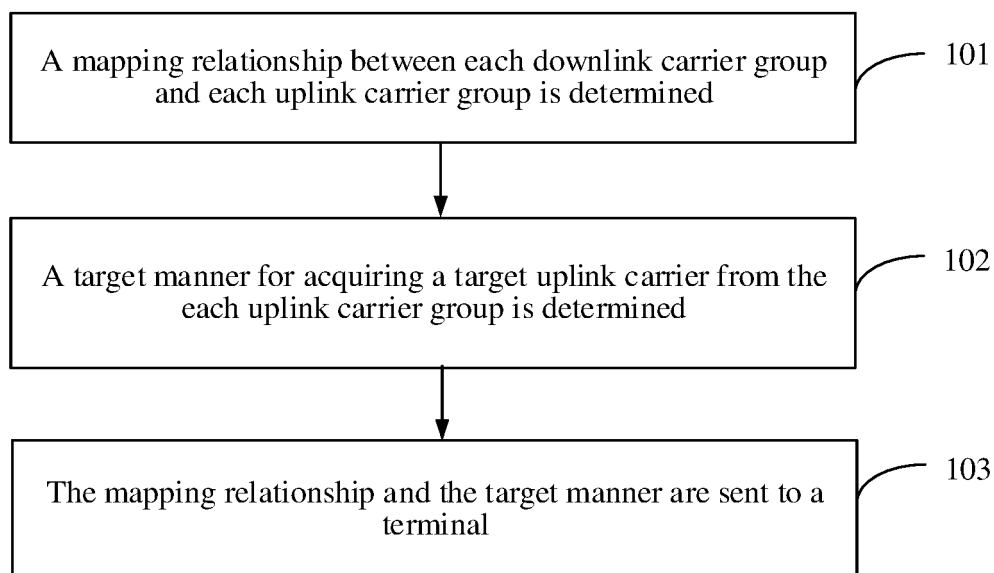 A mapping relationship between each downlink carrier group
and each uplink carrier group is determined
101
A target manner for acquiring a target uplink carrier from the
each uplink carrier group is determined
102
The mapping relationship and the target manner are sent to a
terminal
103